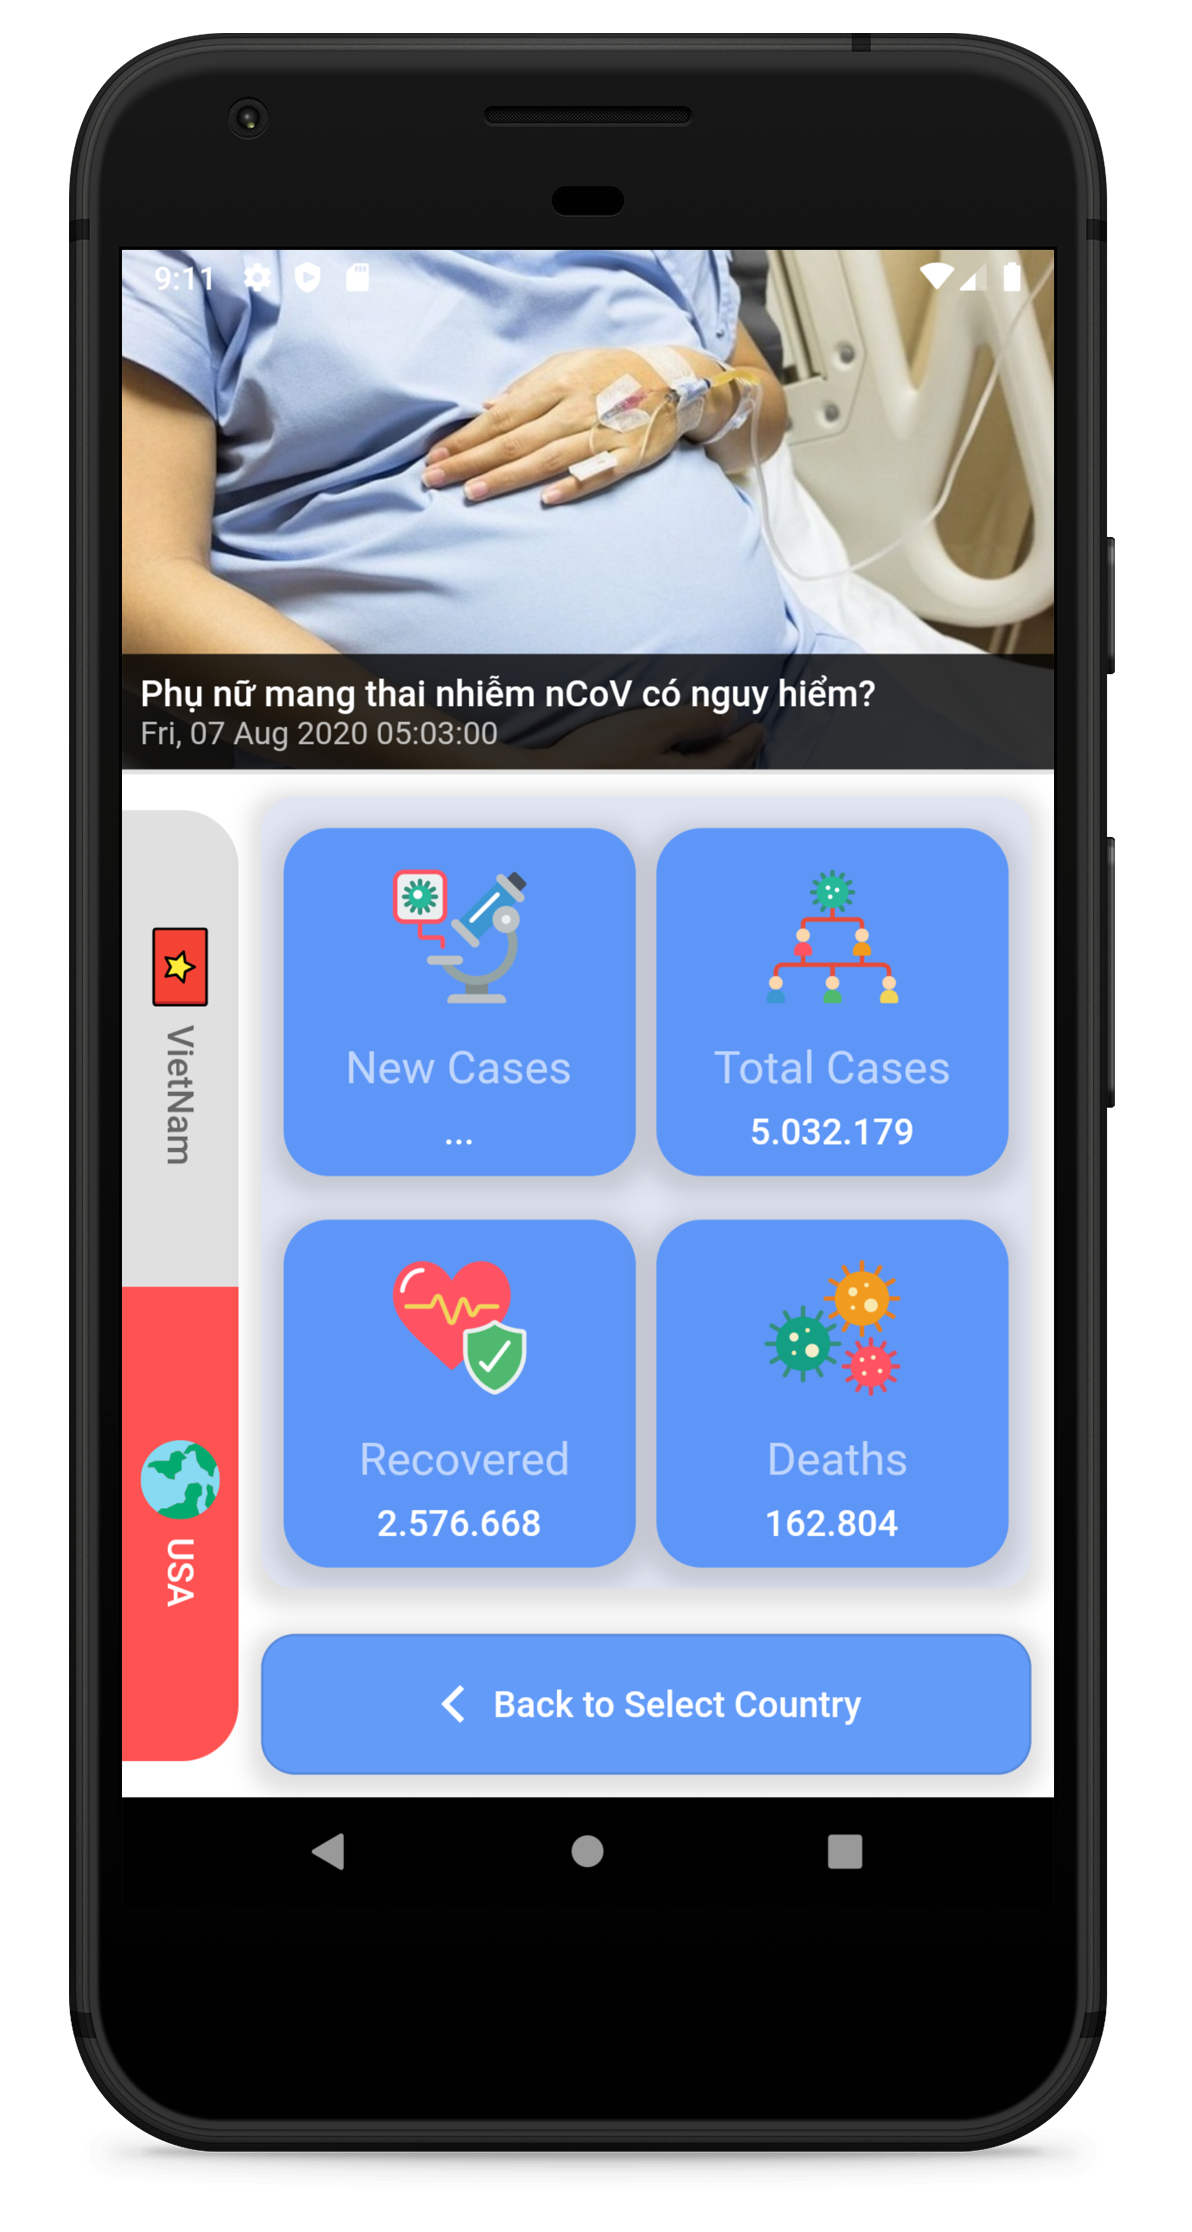 9:11
Phụ nữ mang thai nhiễm nCoV có nguy hiểm?
Fri, 07 Aug 2020 05:03:00
VietNam
USA
New Cases
...
Total Cases
5.032.179
Recovered
2.576.668
Deaths
162.804
Back to Select Country